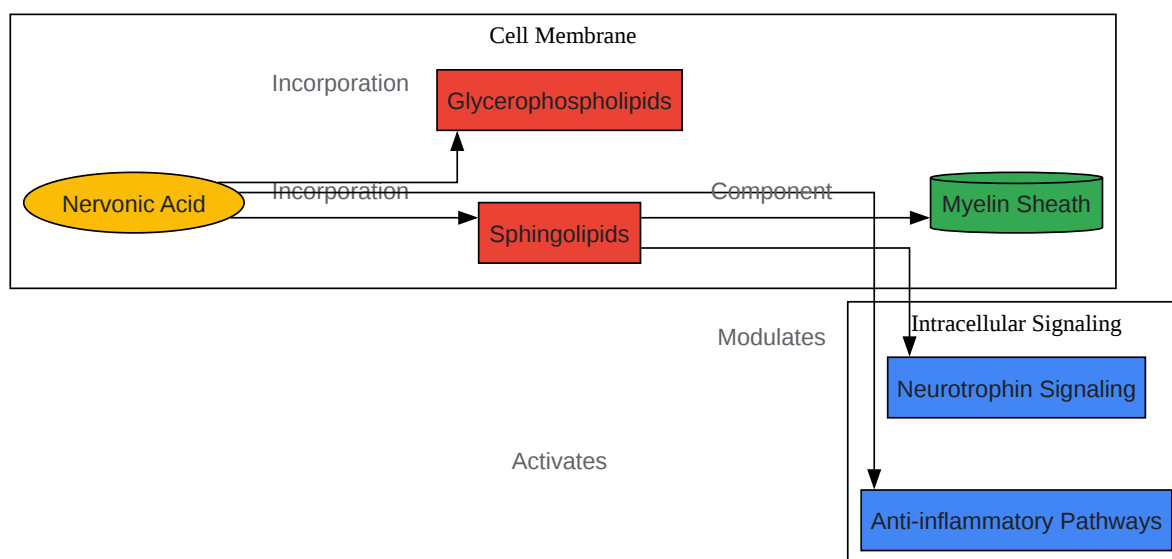 Cell Membrane
Incorporation
Glycerophospholipids
Nervonic Acid
Incorporation
Component
Myelin Sheath
Sphingolipids
Intracellular Signaling
Modulates
Neurotrophin Signaling
Activates
Anti-inflammatory Pathways